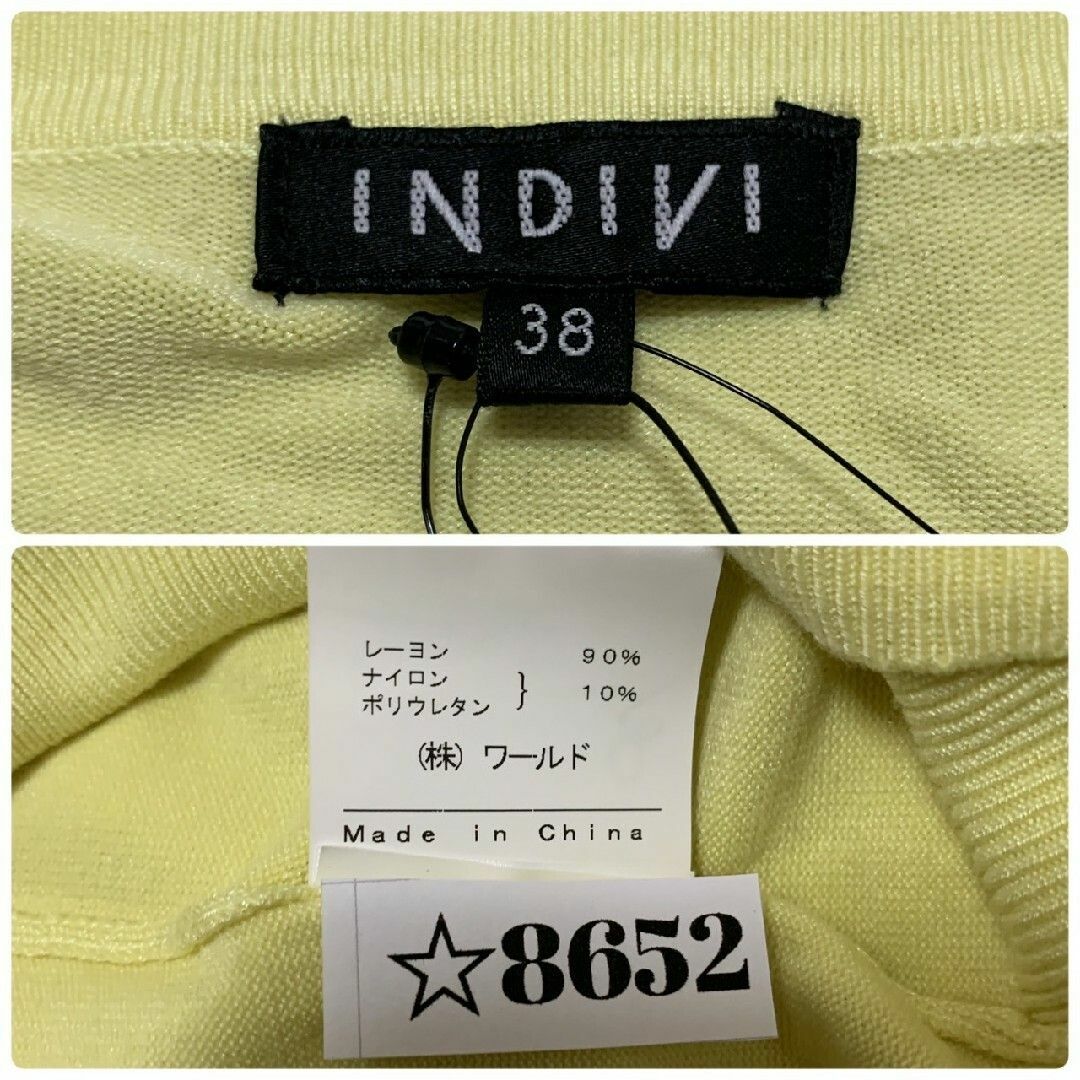 INDIVI
38
レーヨン 90%
ナイロン
ポリウレタン } 10%
(株) ワールド
Made in China
☆8652